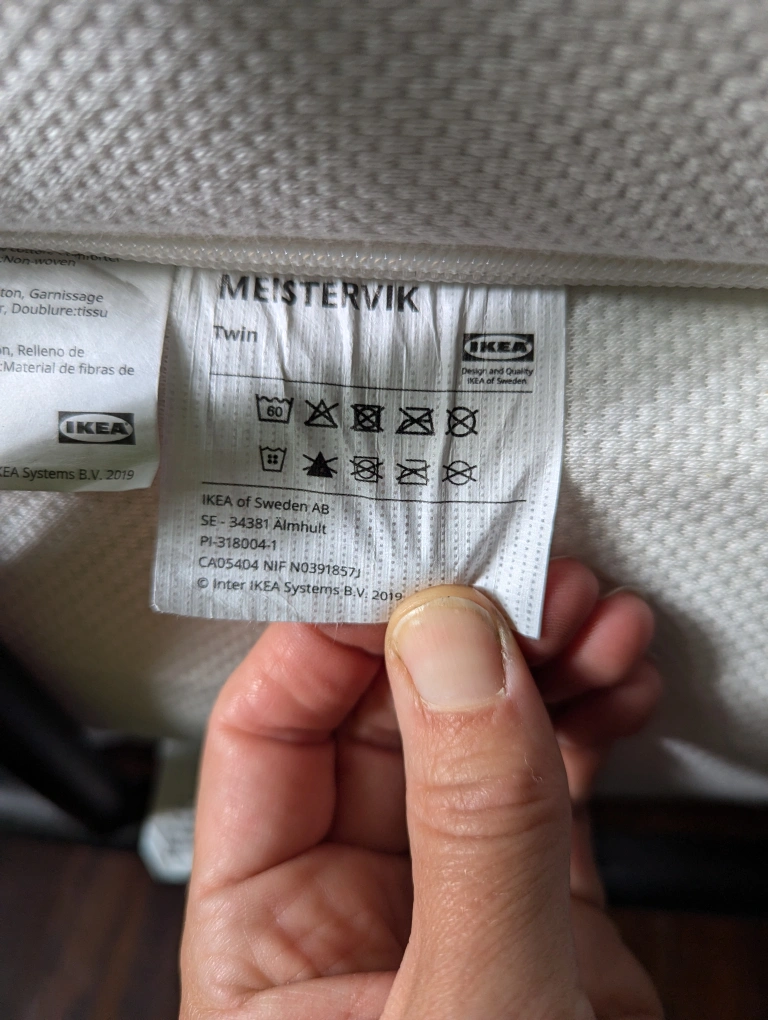 Non-woven
ton, Garnissage
r, Doublure:tissu
n, Relleno de
:Material de fibras de
IKEA
KEA Systems B.V. 2019
MEISTERVIK
Twin
IKEA
Design and Quality
IKEA of Sweden
60
IKEA of Sweden AB
SE - 34381 Älmhult
PI-318004-1
CA05404 NIF N0391857J
© Inter IKEA Systems B.V. 2019